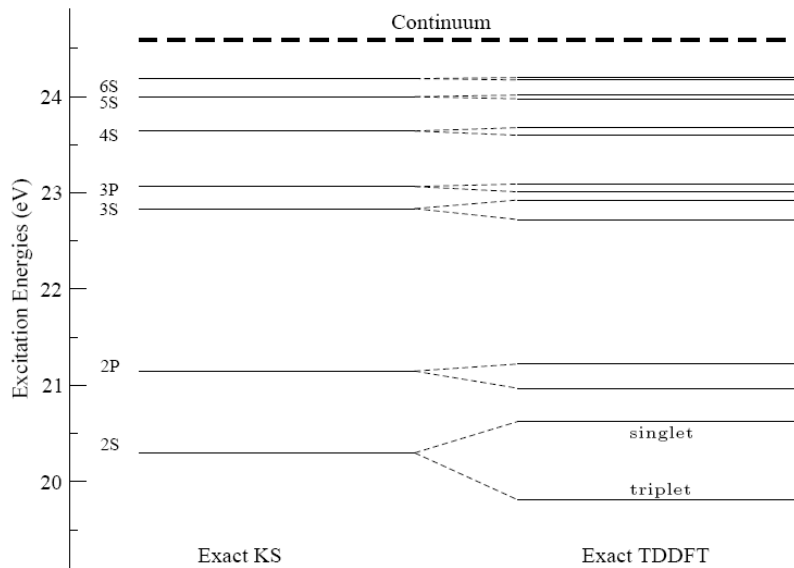 Continuum
6S
24
5S
4S
3P
23
3S
22
2P
21
singlet
2S
20
triplet
Excitation Energies (eV)
Exact KS
Exact TDDFT